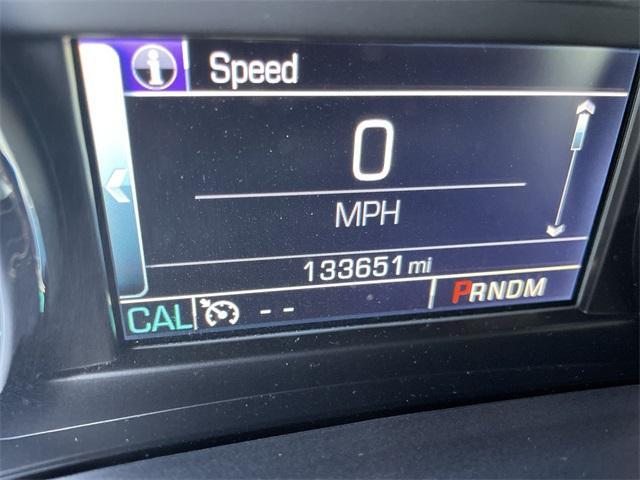 i Speed
0
MPH
133651 mi
CAL -- PRNDM